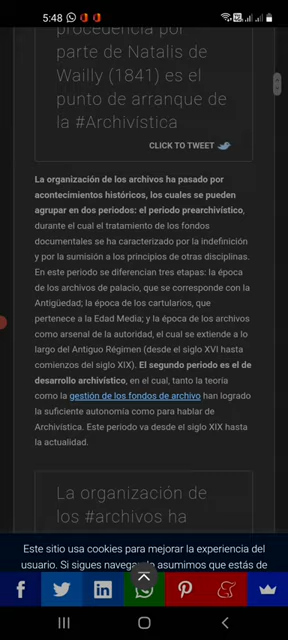 5:48
procedencia por
parte de Natalis de
Wailly (1841) es el
punto de arranque de
la #Archivística
CLICK TO TWEET
La organización de los archivos ha pasado por
acontecimientos históricos, los cuales se pueden
agrupar en dos periodos: el periodo prearchivístico,
durante el cual el tratamiento de los fondos
documentales se ha caracterizado por la indefinición
y por la sumisión a los principios de otras disciplinas.
En este periodo se diferencian tres etapas: la época
de los archivos de palacio, que se corresponde con la
Antigüedad; la época de los cartularios, que
pertenece a la Edad Media; y la época de los archivos
como arsenal de la autoridad, el cual se extiende a lo
largo del Antiguo Régimen (desde el siglo XVI hasta
comienzos del siglo XIX). El segundo periodo es el de
desarrollo archivístico, en el cual, tanto la teoría
como la gestión de los fondos de archivo han logrado
la suficiente autonomía como para hablar de
Archivística. Este periodo va desde el siglo XIX hasta
la actualidad.
La organización de
los #archivos ha
Este sitio usa cookies para mejorar la experiencia del
usuario. Si sigues navegando asumimos que estás de